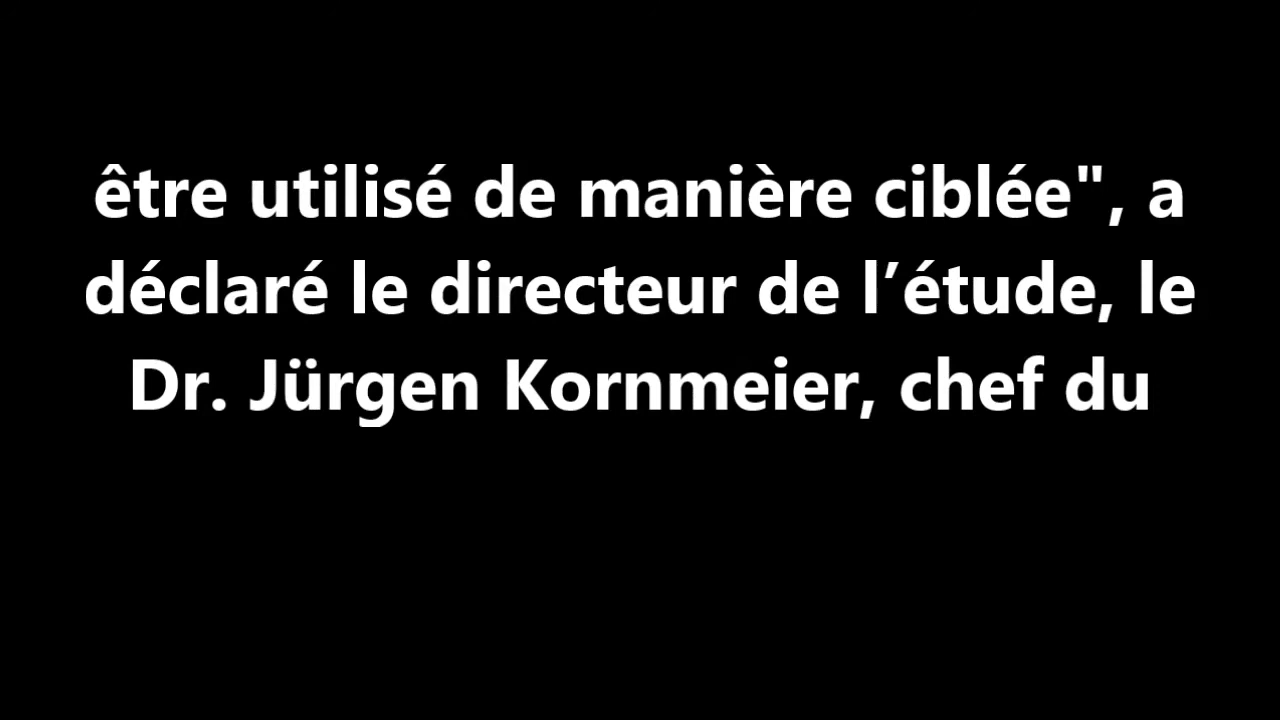 être utilisé de manière ciblée", a
déclaré le directeur de l’étude, le
Dr. Jürgen Kornmeier, chef du